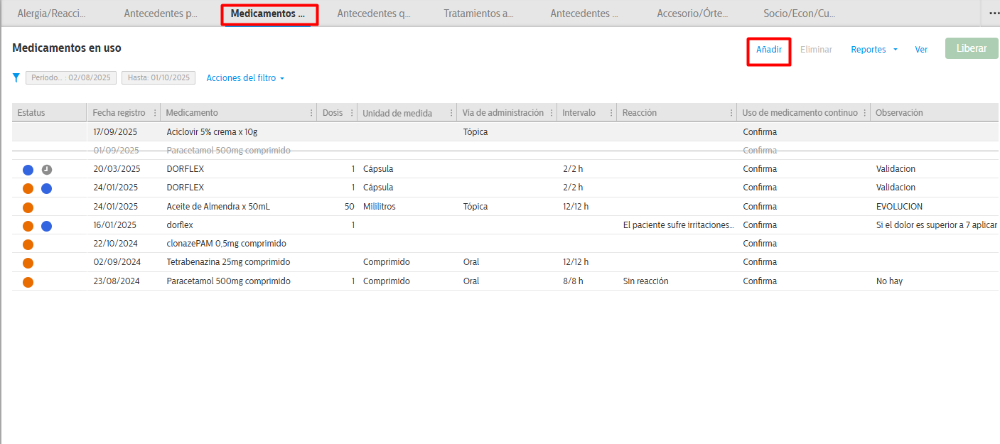 Alergia/Reacci... Antecedentes p... Medicamentos ... Antecedentes q... Tratamientos a... Antecedentes ... Accesorio/Órte... Socio/Econ/Cu... ...
Medicamentos en uso Añadir Eliminar Reportes Ver Liberar
Periodo... : 02/08/2025 Hasta: 01/10/2025 Acciones del filtro
Estatus Fecha registro Medicamento Dosis Unidad de medida Vía de administración Intervalo Reacción Uso de medicamento continuo Observación
17/09/2025 Aciclovir 5% crema x 10g Tópica Confirma
01/09/2025 Paracetamol 500mg comprimido Confirma
20/03/2025 DORFLEX 1 Cápsula 2/2 h Confirma Validacion
24/01/2025 DORFLEX 1 Cápsula 2/2 h Confirma Validacion
24/01/2025 Aceite de Almendra x 50mL 50 Mililitros Tópica 12/12 h Confirma EVOLUCION
16/01/2025 dorflex 1 El paciente sufre irritaciones... Confirma Si el dolor es superior a 7 aplicar
22/10/2024 clonazePAM 0,5mg comprimido Confirma
02/09/2024 Tetrabenazina 25mg comprimido Comprimido Oral 12/12 h Confirma
23/08/2024 Paracetamol 500mg comprimido 1 Comprimido Oral 8/8 h Sin reacción Confirma No hay